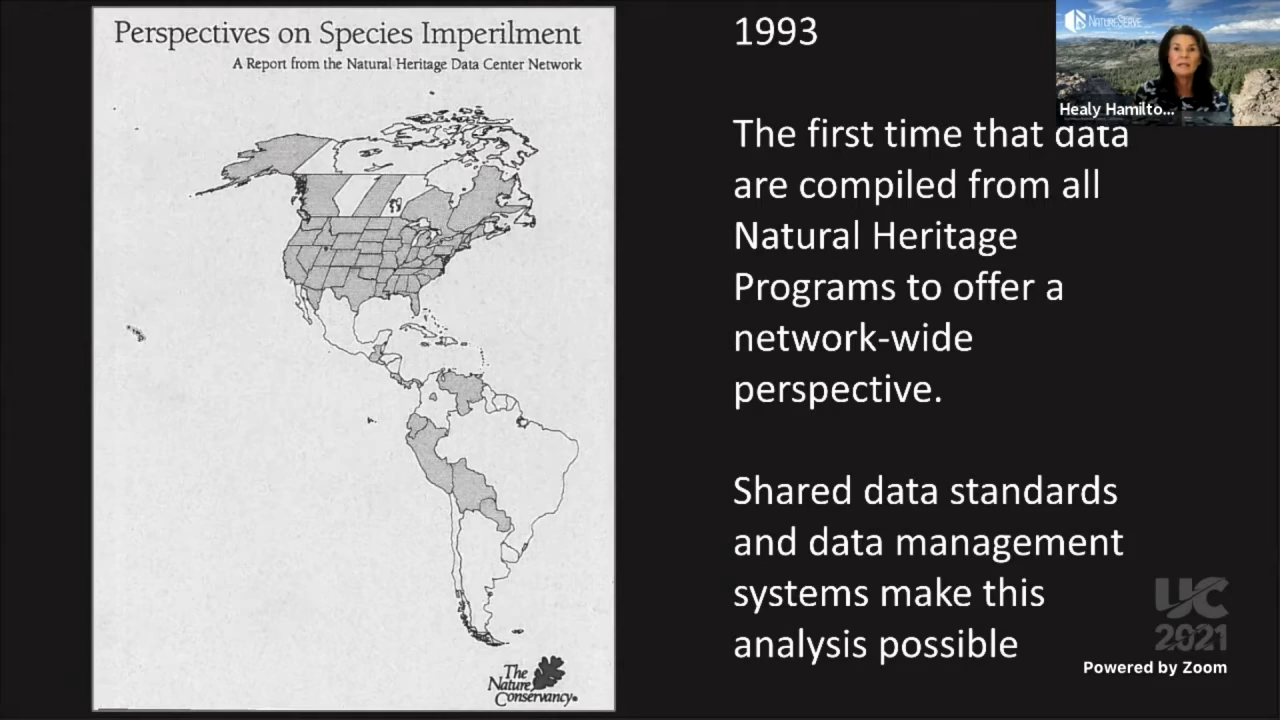 Perspectives on Species Imperilment
A Report from the Natural Heritage Data Center Network
The
Nature
Conservancy
1993
The first time that data
are compiled from all
Natural Heritage
Programs to offer a
network-wide
perspective.
Shared data standards
and data management
systems make this
analysis possible
NATURESERVE
Healy Hamilto...
UC
2021
Powered by Zoom